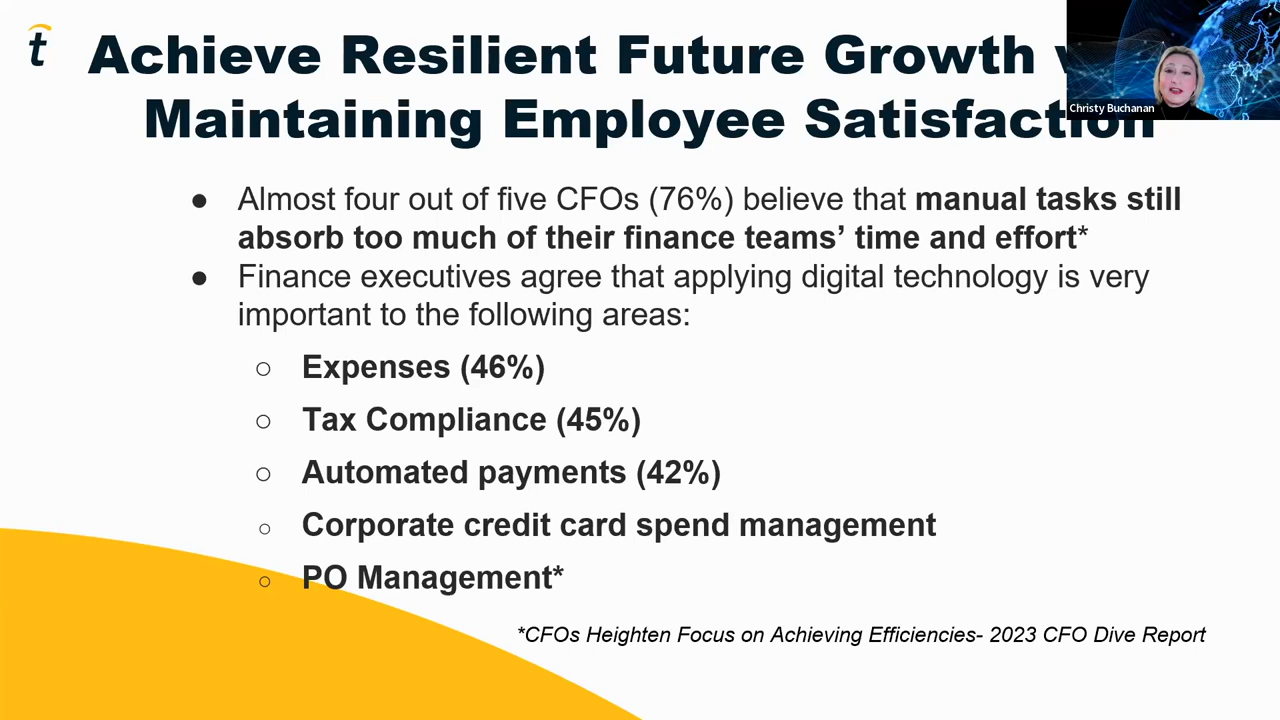 t
Achieve Resilient Future Growth
Maintaining Employee Satisfaction
Christy Buchanan
● Almost four out of five CFOs (76%) believe that manual tasks still
absorb too much of their finance teams’ time and effort*
● Finance executives agree that applying digital technology is very
important to the following areas:
○ Expenses (46%)
○ Tax Compliance (45%)
○ Automated payments (42%)
○ Corporate credit card spend management
○ PO Management*
*CFOs Heighten Focus on Achieving Efficiencies- 2023 CFO Dive Report